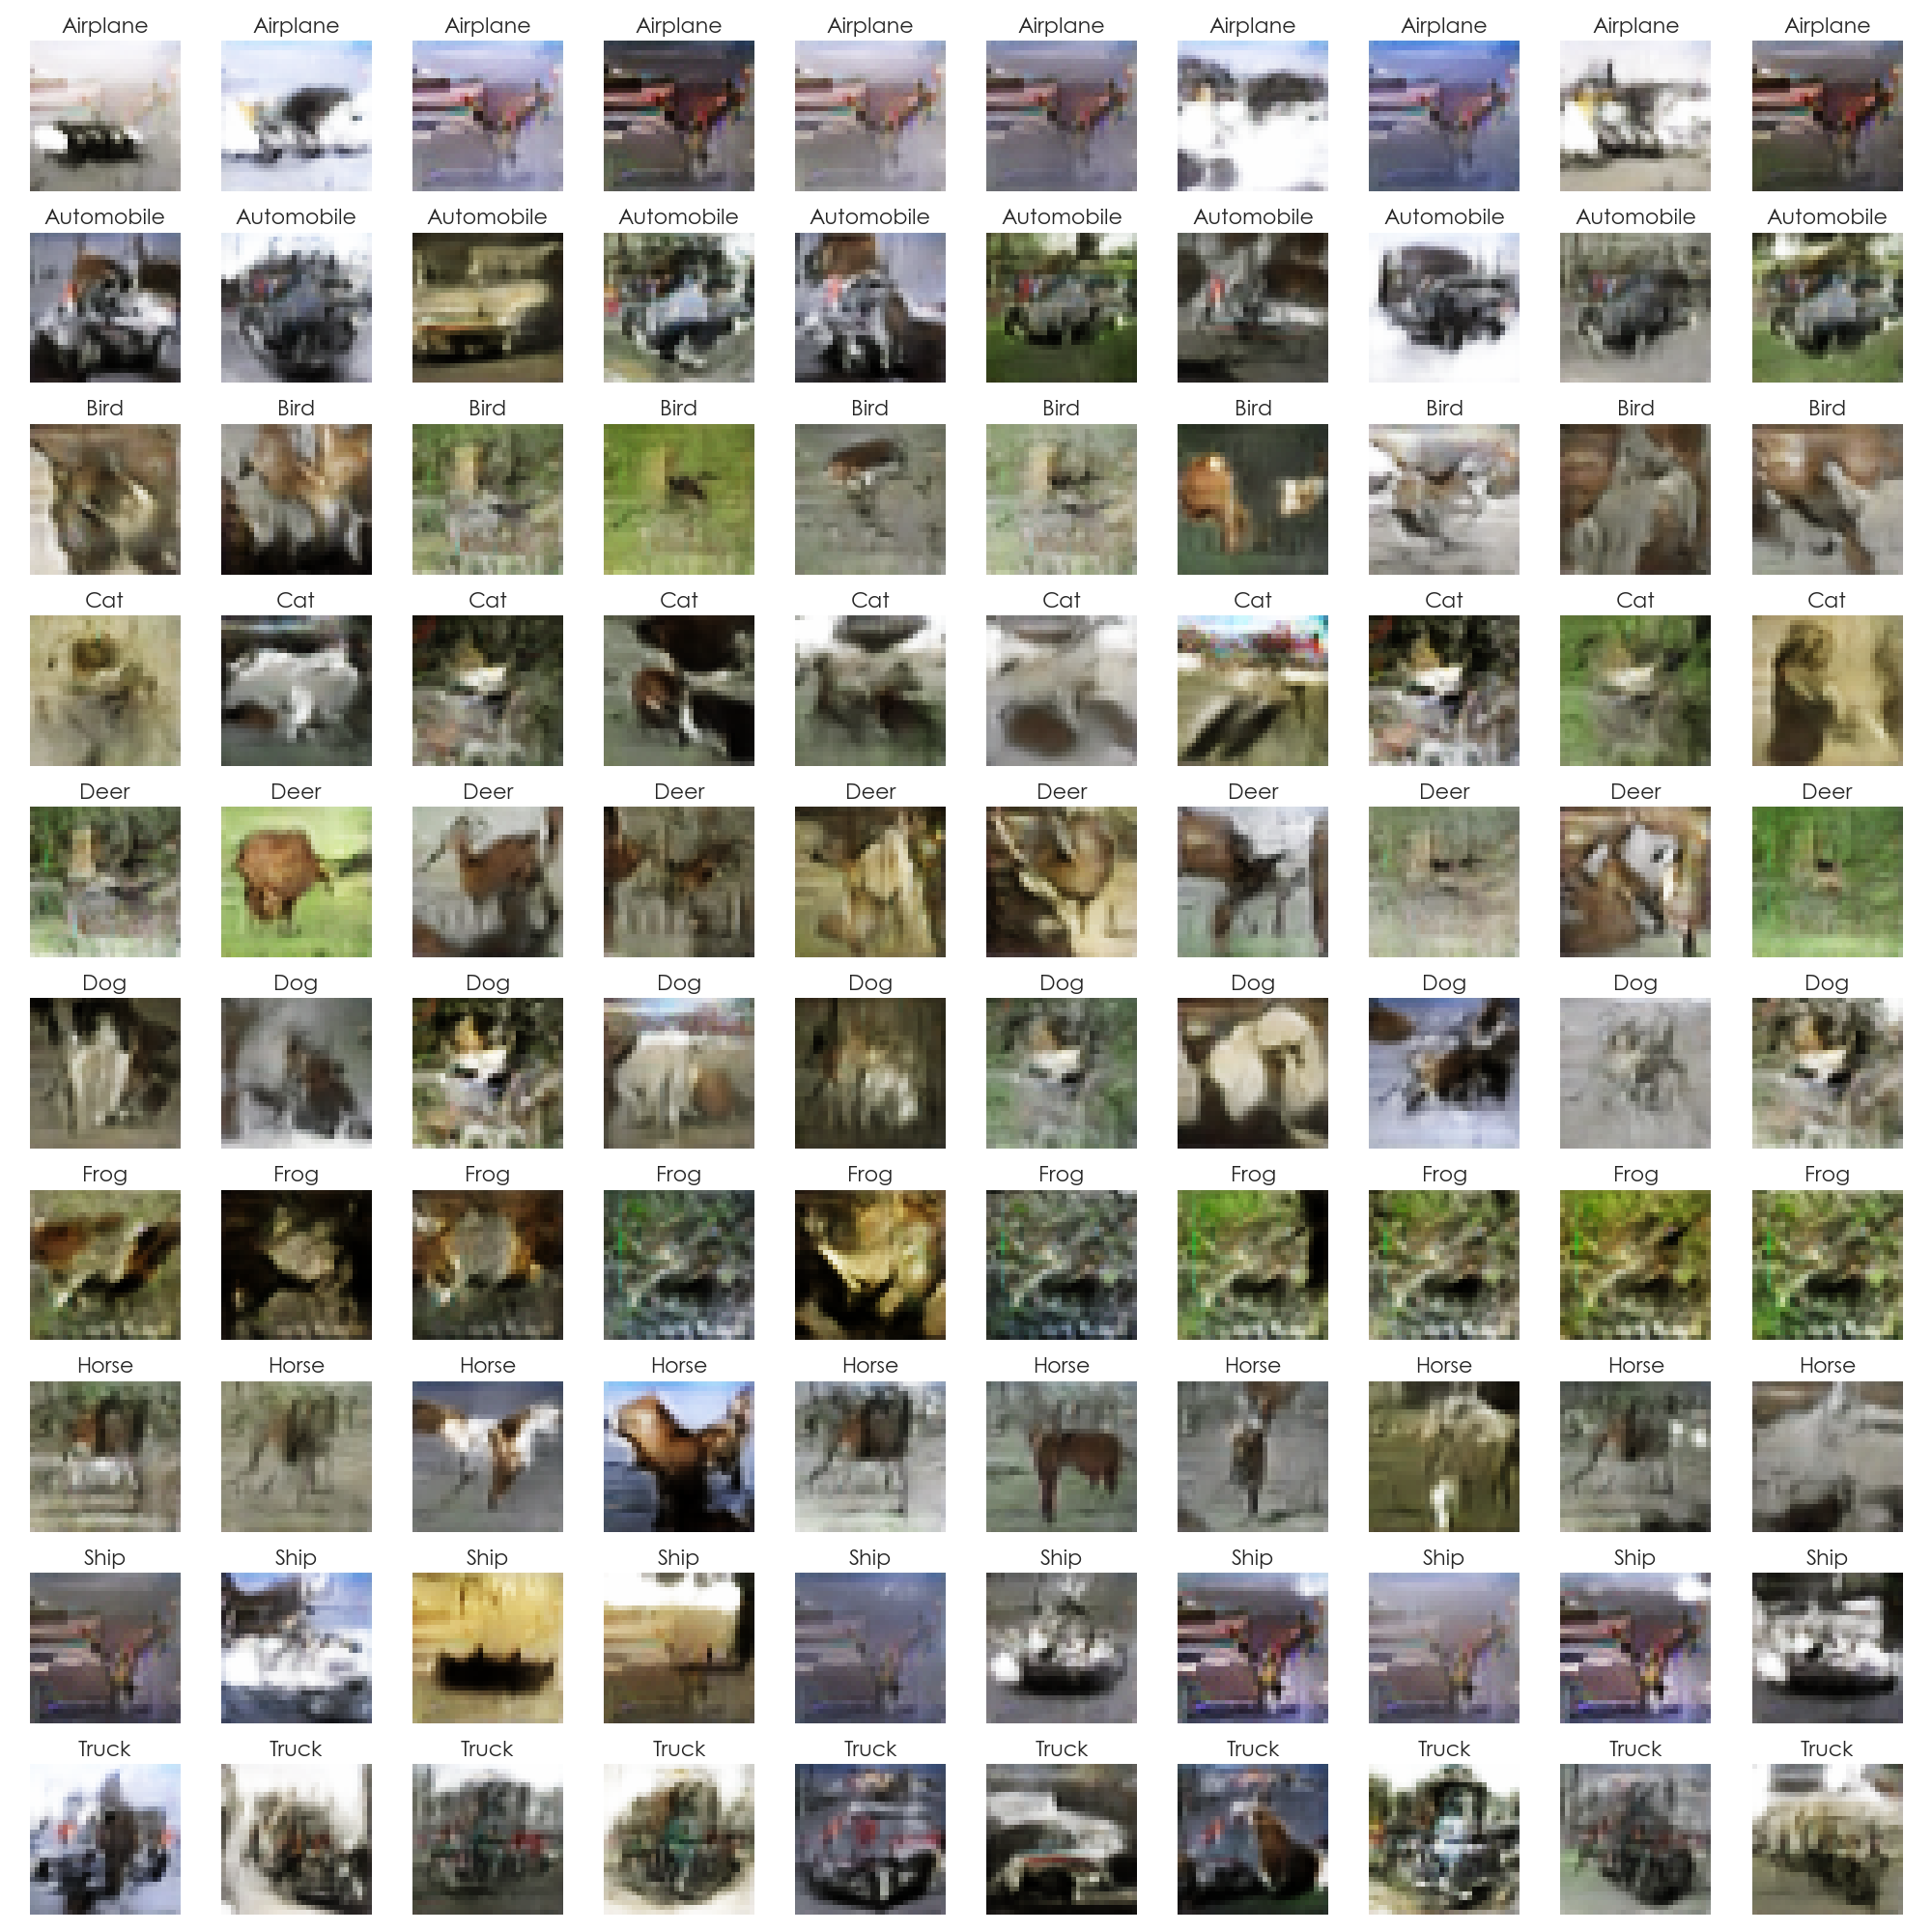 Airplane Airplane Airplane Airplane Airplane Airplane Airplane Airplane Airplane Airplane
Automobile Automobile Automobile Automobile Automobile Automobile Automobile Automobile Automobile Automobile
Bird Bird Bird Bird Bird Bird Bird Bird Bird Bird
Cat Cat Cat Cat Cat Cat Cat Cat Cat Cat
Deer Deer Deer Deer Deer Deer Deer Deer Deer Deer
Dog Dog Dog Dog Dog Dog Dog Dog Dog Dog
Frog Frog Frog Frog Frog Frog Frog Frog Frog Frog
Horse Horse Horse Horse Horse Horse Horse Horse Horse Horse
Ship Ship Ship Ship Ship Ship Ship Ship Ship Ship
Truck Truck Truck Truck Truck Truck Truck Truck Truck Truck